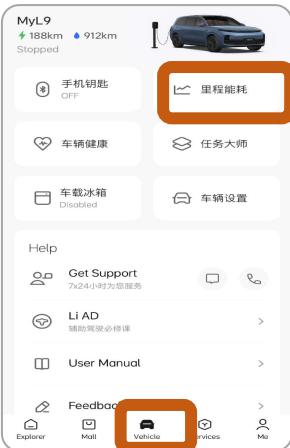 MyL9
188km 912km
Stopped
手机钥匙
OFF
里程能耗
车辆健康
任务大师
车载冰箱
Disabled
车辆设置
Help
Get Support
7x24小时为您服务
Li AD
辅助驾驶必修课
User Manual
Explorer
Mall
Vehicle
Me